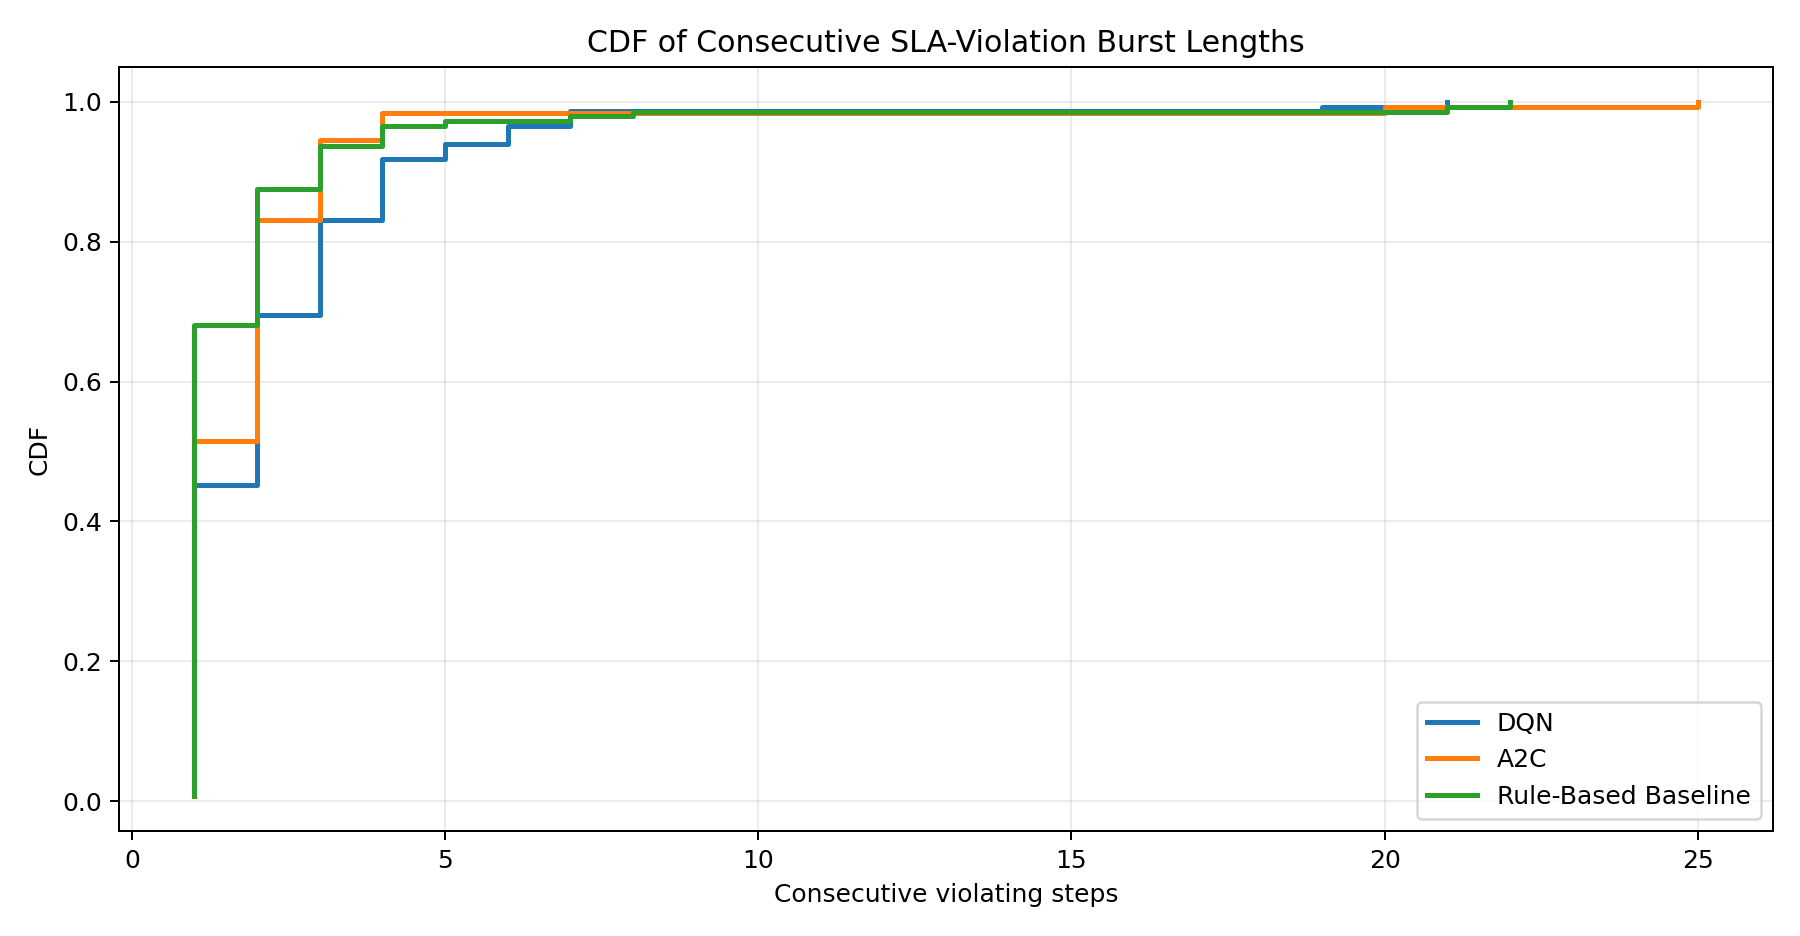 CDF of Consecutive SLA-Violation Burst Lengths
1.0
0.8
0.6
0.4
0.2
0.0
CDF
0 5 10 15 20 25
Consecutive violating steps
DQN
A2C
Rule-Based Baseline